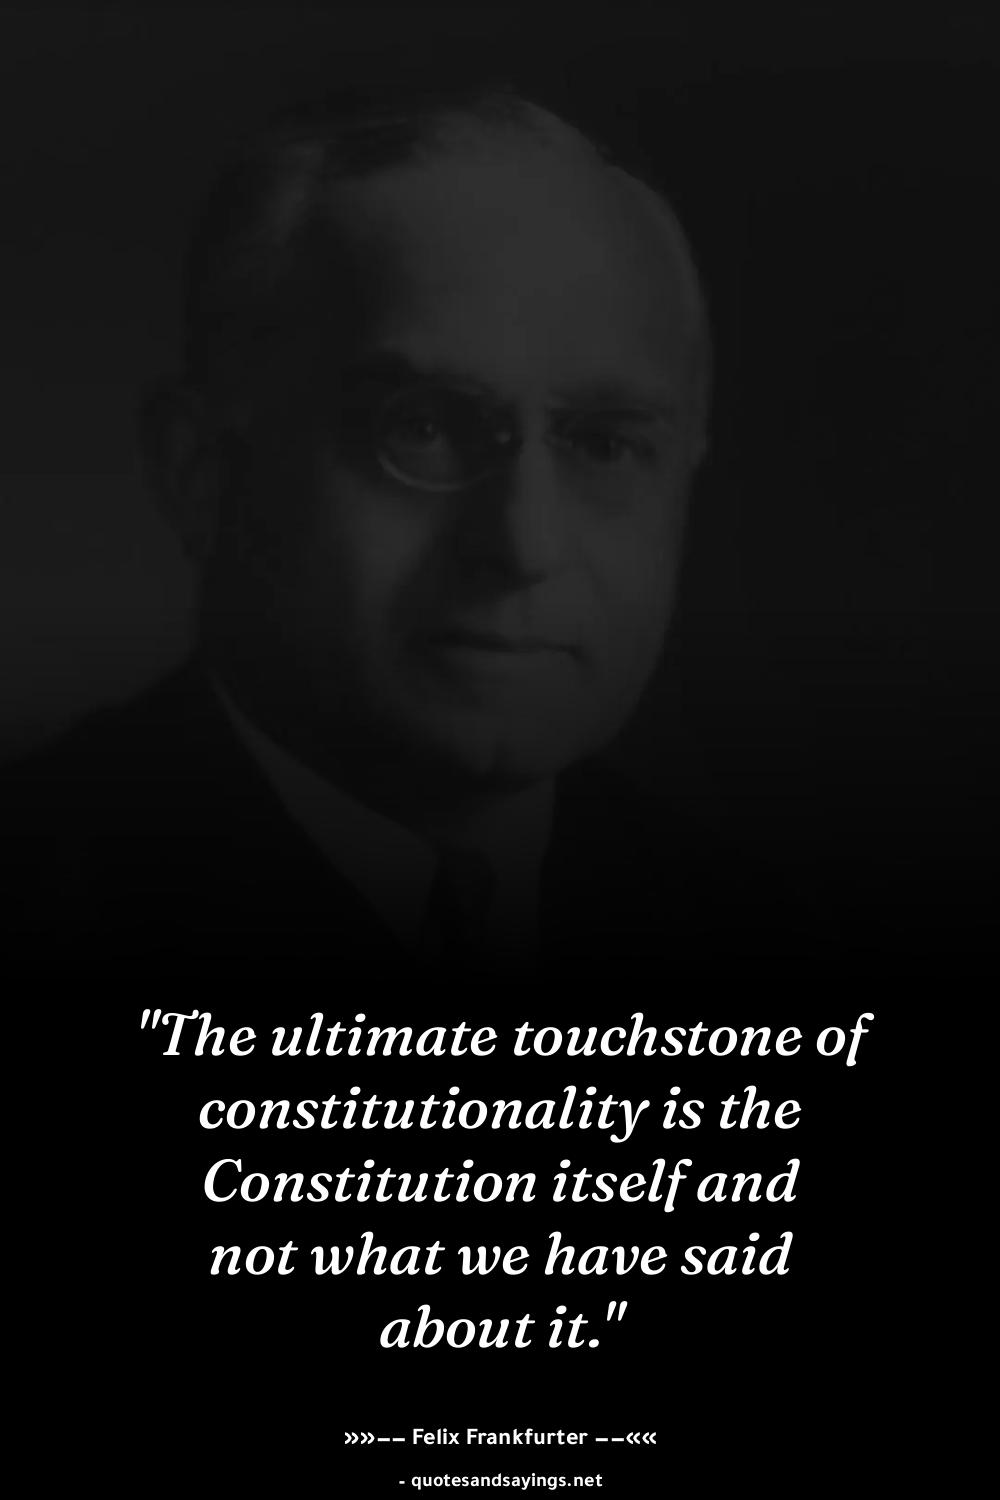 "The ultimate touchstone of
constitutionality is the
Constitution itself and
not what we have said
about it."
»»−− Felix Frankfurter −−««
- quotesandsayings.net